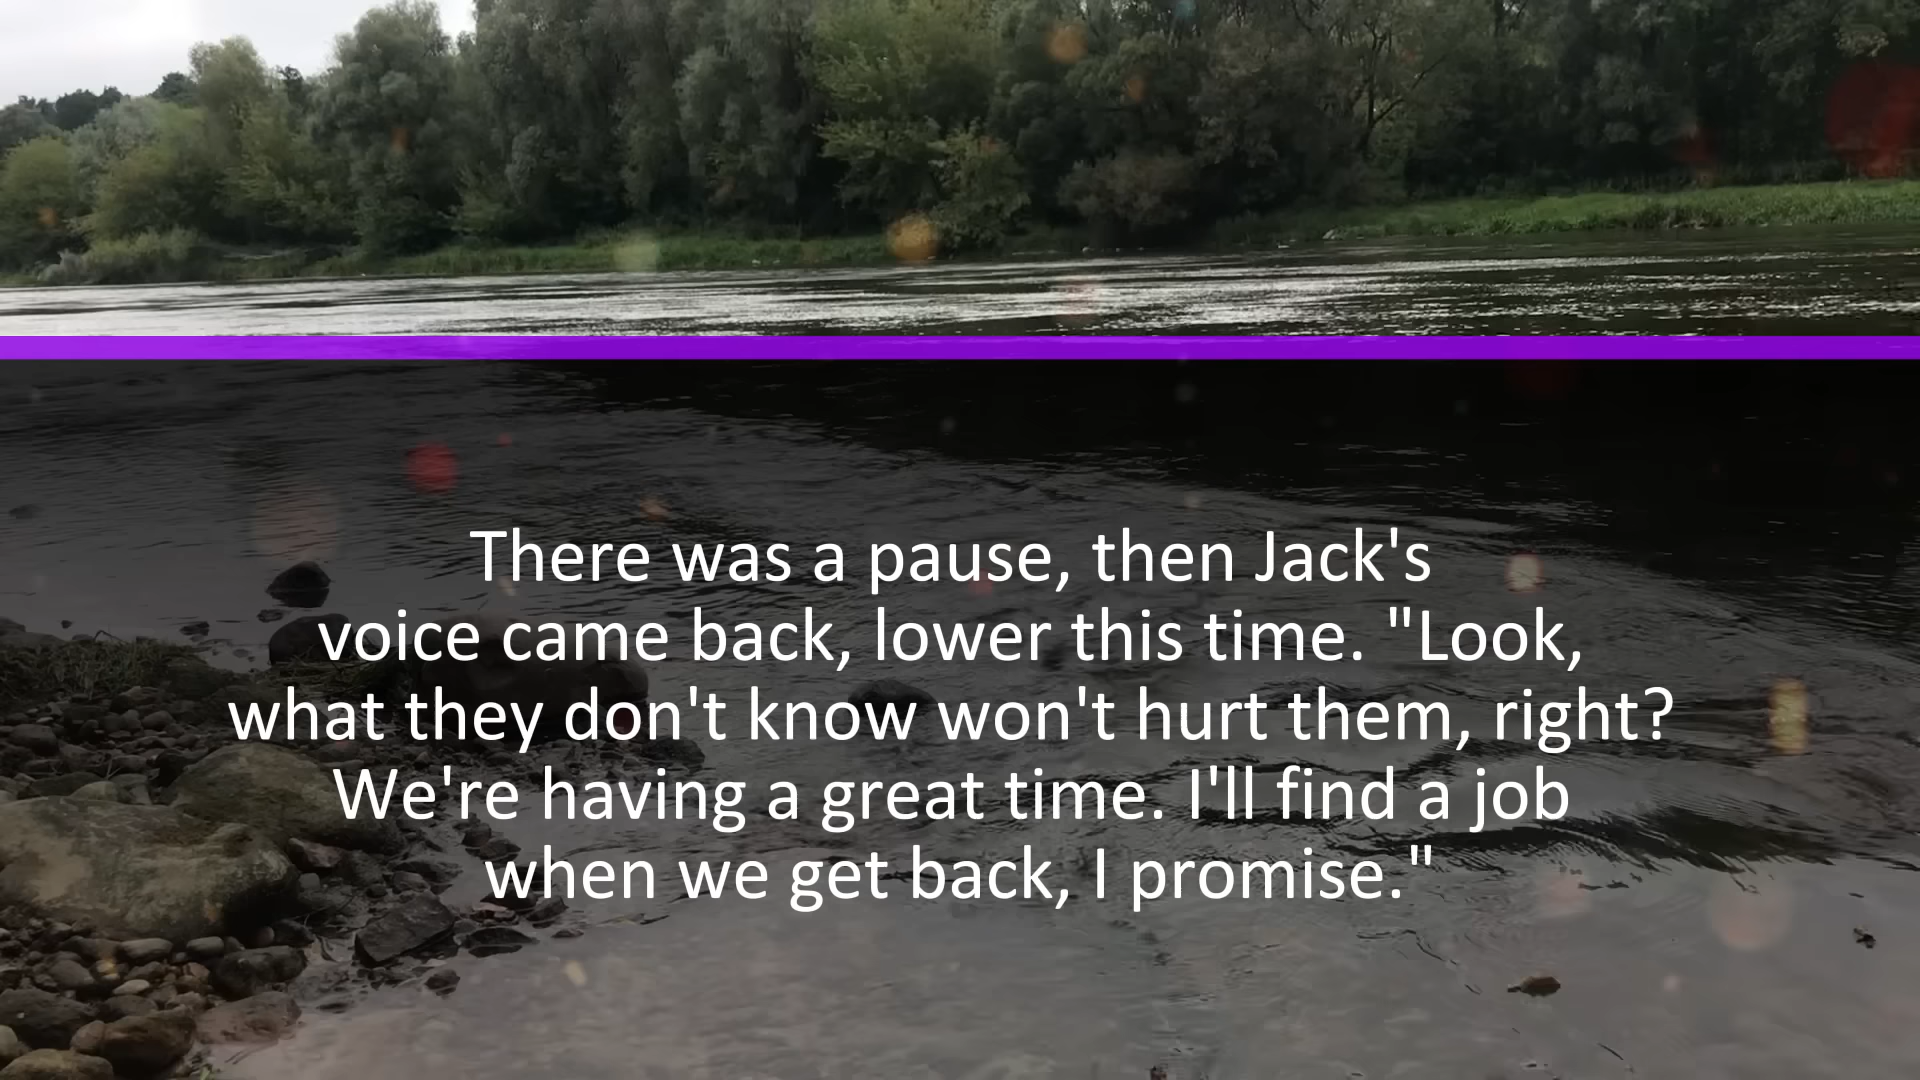 There was a pause, then Jack's
voice came back, lower this time. "Look,
what they don't know won't hurt them, right?
We're having a great time. I'll find a job
when we get back, I promise."